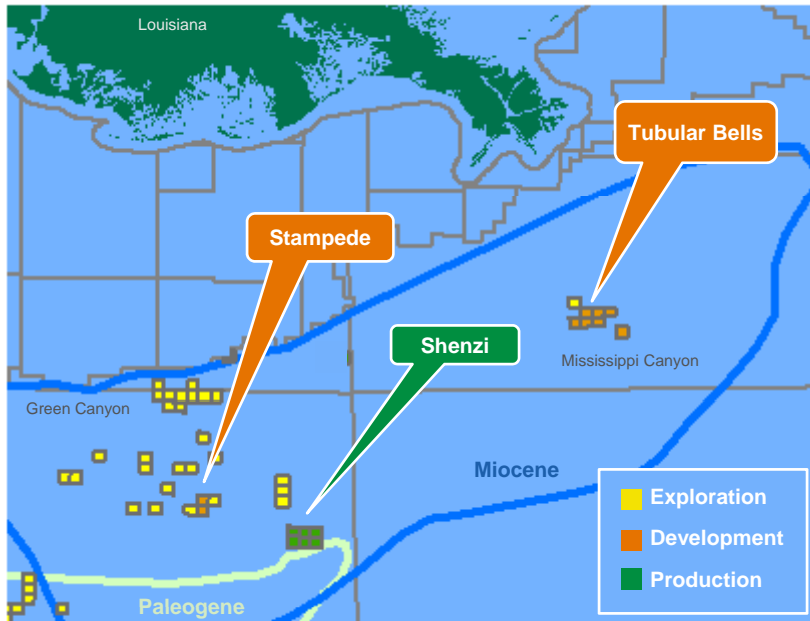 Louisiana
Tubular Bells
Stampede
Shenzi
Mississippi Canyon
Green Canyon
Miocene
Exploration
Development
Production
Paleogene